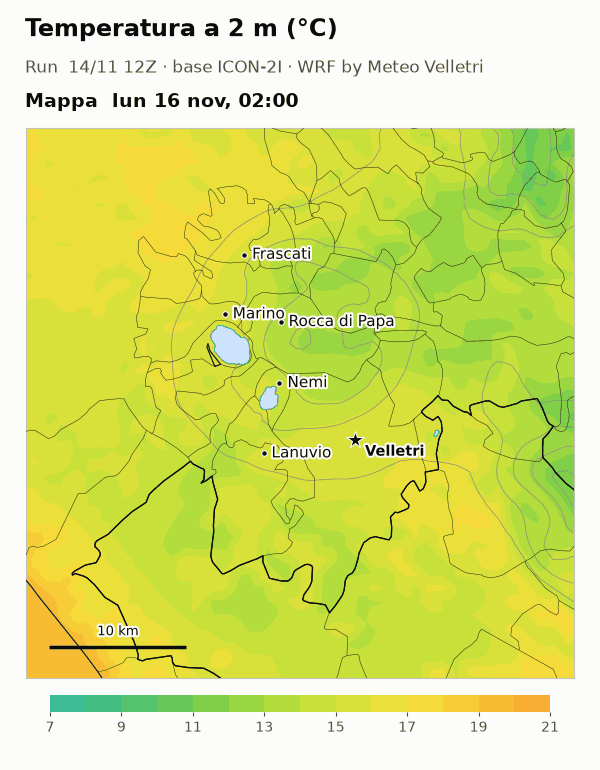 Temperatura a 2 m (°C)
Run  14/11 12Z · base ICON-2I · WRF by Meteo Velletri
Mappa  lun 16 nov, 02:00
Frascati
Marino
Rocca di Papa
Nemi
Velletri
Lanuvio
10 km
7 9 11 13 15 17 19 21